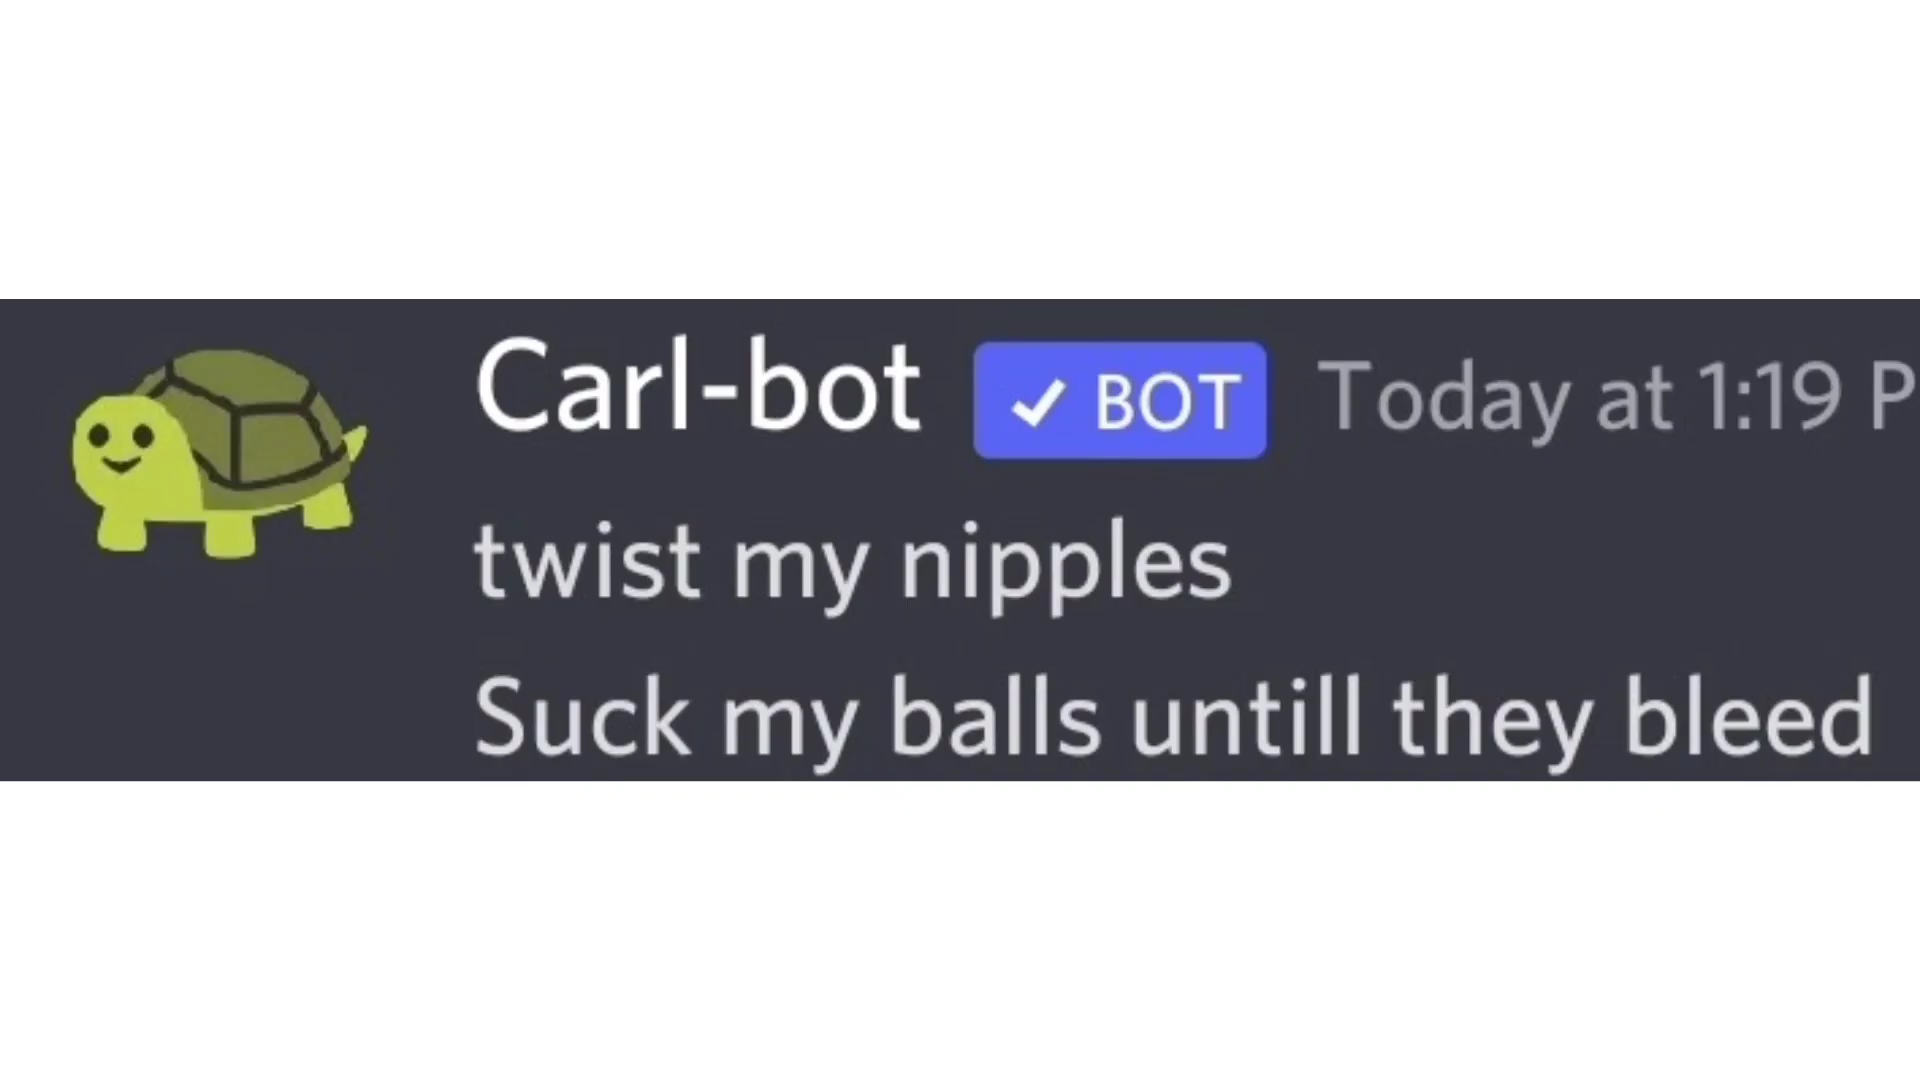 Carl-bot ✓ BOT Today at 1:19 P
twist my nipples
Suck my balls untill they bleed